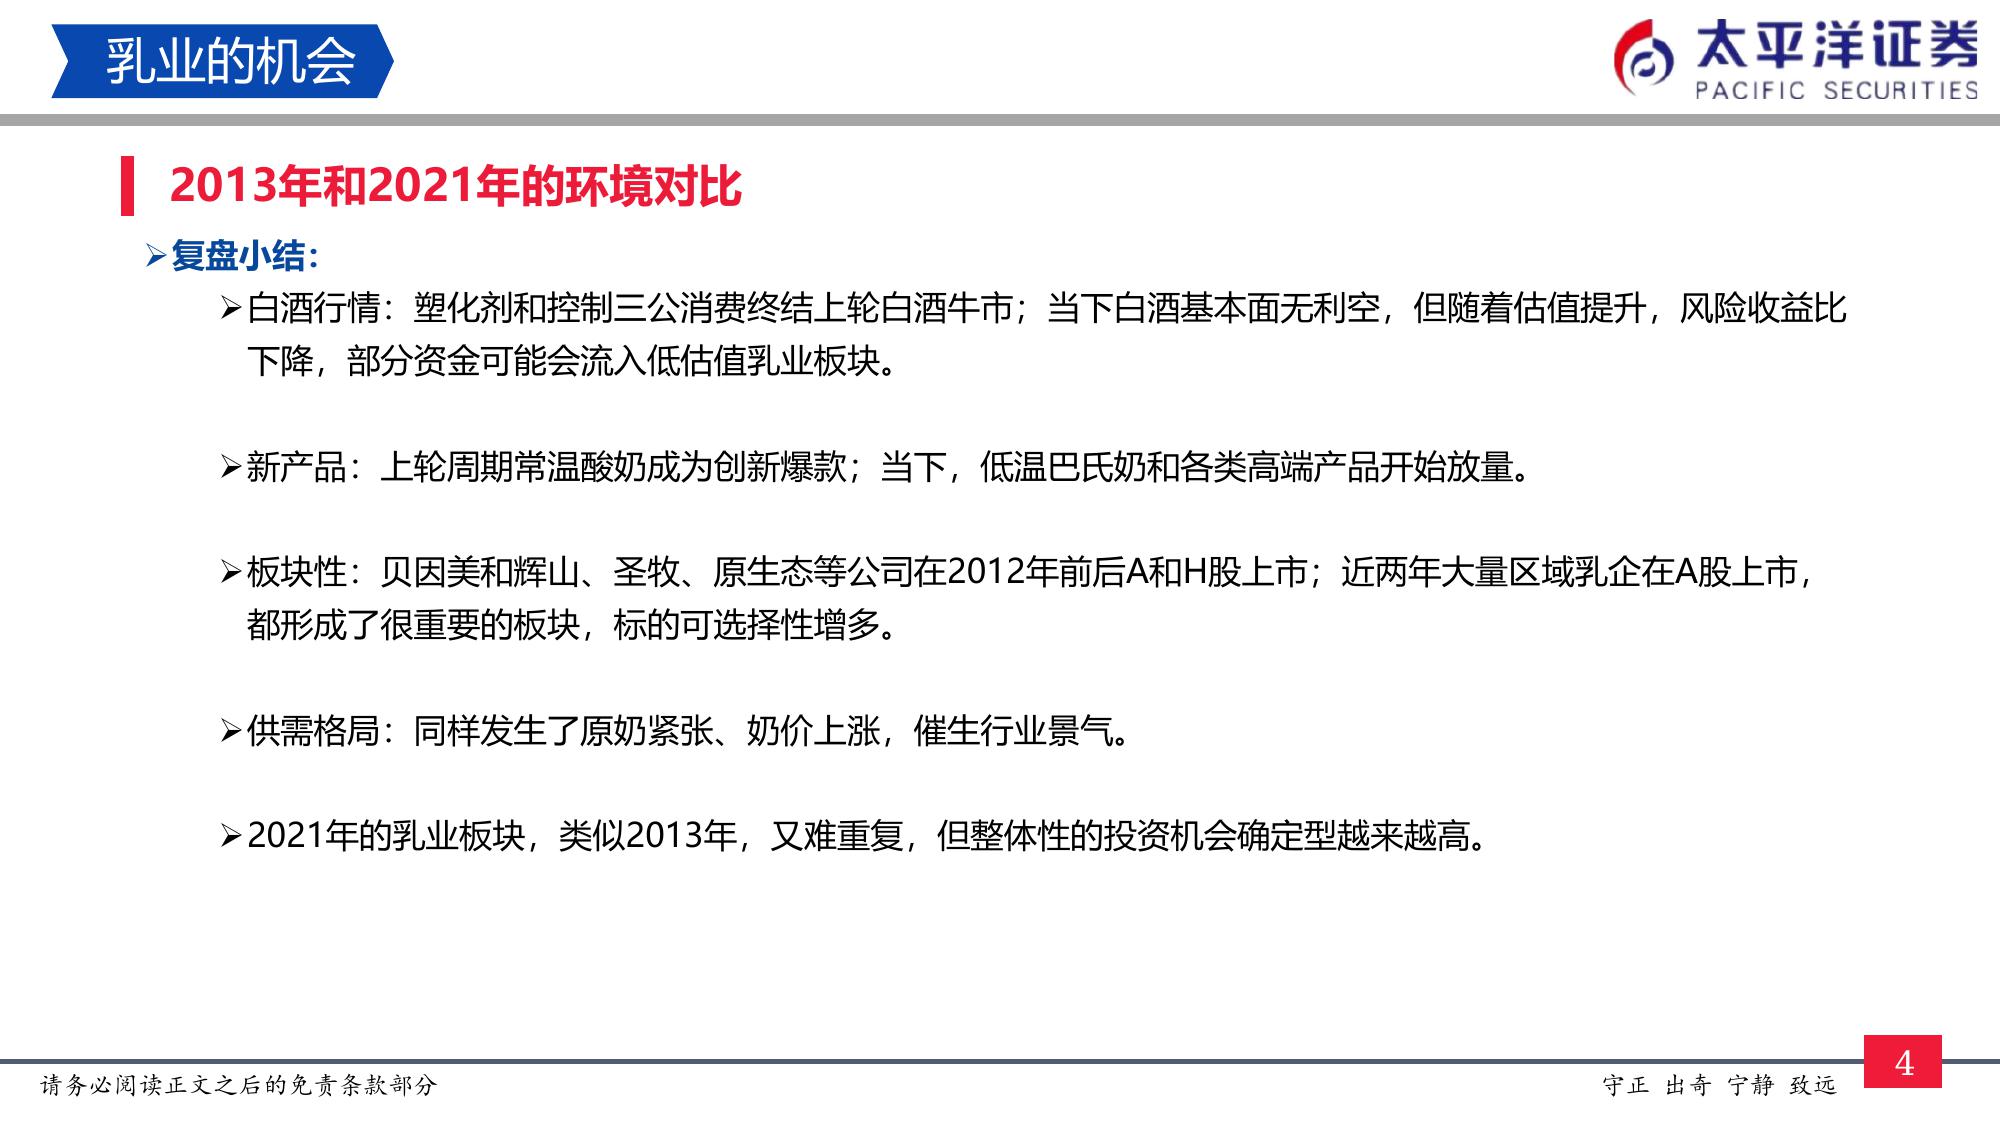 乳业的机会
太平洋证券
PACIFIC SECURITIES
2013年和2021年的环境对比
➢复盘小结：
➢白酒行情：塑化剂和控制三公消费终结上轮白酒牛市；当下白酒基本面无利空，但随着估值提升，风险收益比
下降，部分资金可能会流入低估值乳业板块。
➢新产品：上轮周期常温酸奶成为创新爆款；当下，低温巴氏奶和各类高端产品开始放量。
➢板块性：贝因美和辉山、圣牧、原生态等公司在2012年前后A和H股上市；近两年大量区域乳企在A股上市，
都形成了很重要的板块，标的可选择性增多。
➢供需格局：同样发生了原奶紧张、奶价上涨，催生行业景气。
➢2021年的乳业板块，类似2013年，又难重复，但整体性的投资机会确定型越来越高。
请务必阅读正文之后的免责条款部分
守正 出奇 宁静 致远
4